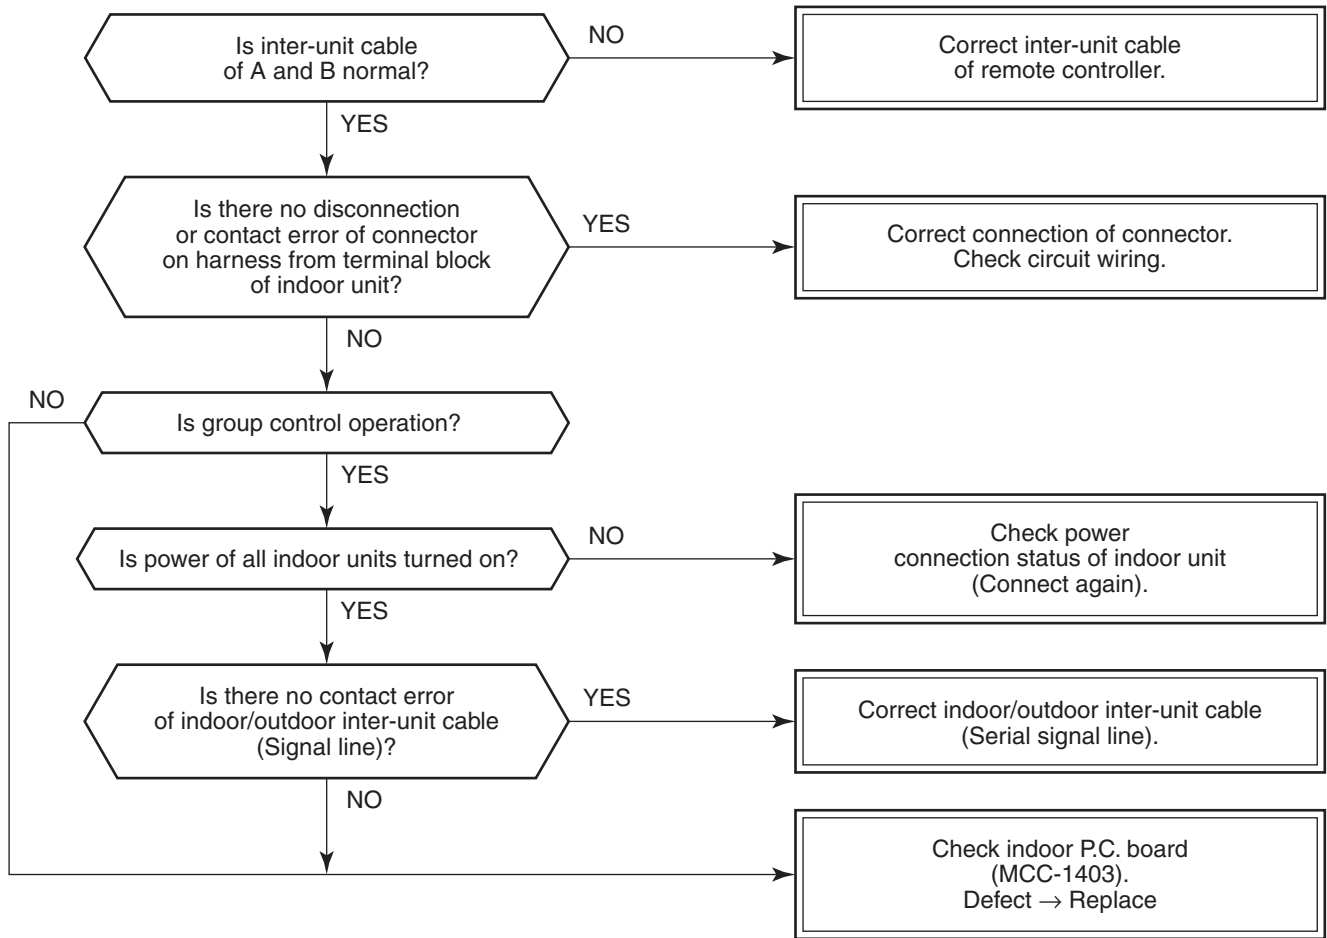 Is inter-unit cable
of A and B normal?
NO
Correct inter-unit cable
of remote controller.
YES
Is there no disconnection
or contact error of connector
on harness from terminal block
of indoor unit?
YES
Correct connection of connector.
Check circuit wiring.
NO
NO
Is group control operation?
YES
Is power of all indoor units turned on?
NO
Check power
connection status of indoor unit
(Connect again).
YES
Is there no contact error
of indoor/outdoor inter-unit cable
(Signal line)?
YES
Correct indoor/outdoor inter-unit cable
(Serial signal line).
NO
Check indoor P.C. board
(MCC-1403).
Defect → Replace